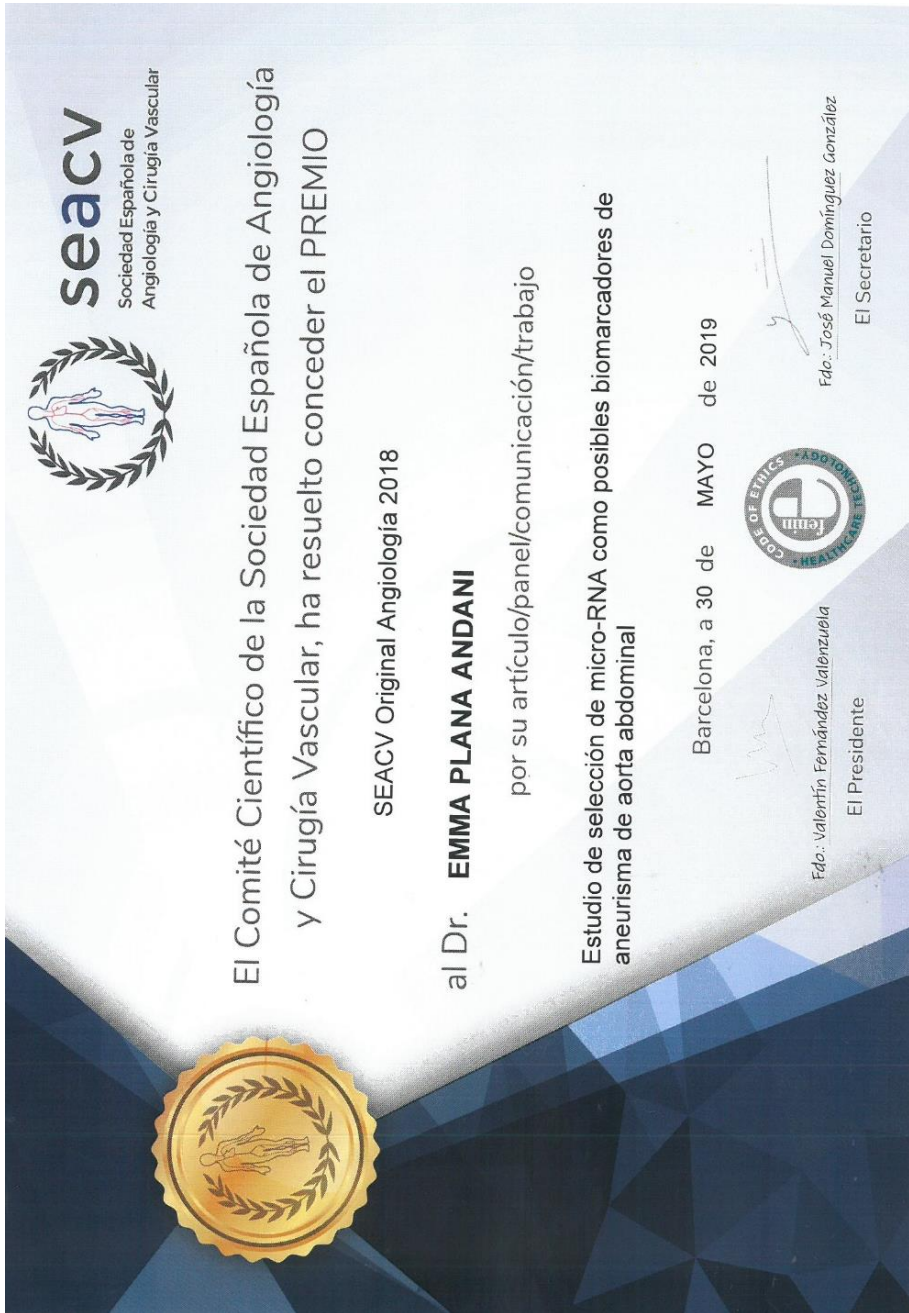 seacv
Sociedad Española de
Angiología y Cirugía Vascular
El Comité Científico de la Sociedad Española de Angiología
y Cirugía Vascular, ha resuelto conceder el PREMIO
SEACV Original Angiología 2018
al Dr. EMMA PLANA ANDANI
por su artículo/panel/comunicación/trabajo
Estudio de selección de micro-RNA como posibles biomarcadores de
aneurisma de aorta abdominal
Barcelona, a 30 de MAYO de 2019
CODE OF ETHICS
fenin
• HEALTHCARE TECHNOLOGY •
Fdo.: Valentín Fernández Valenzuela
El Presidente
Fdo.: José Manuel Domínguez González
El Secretario